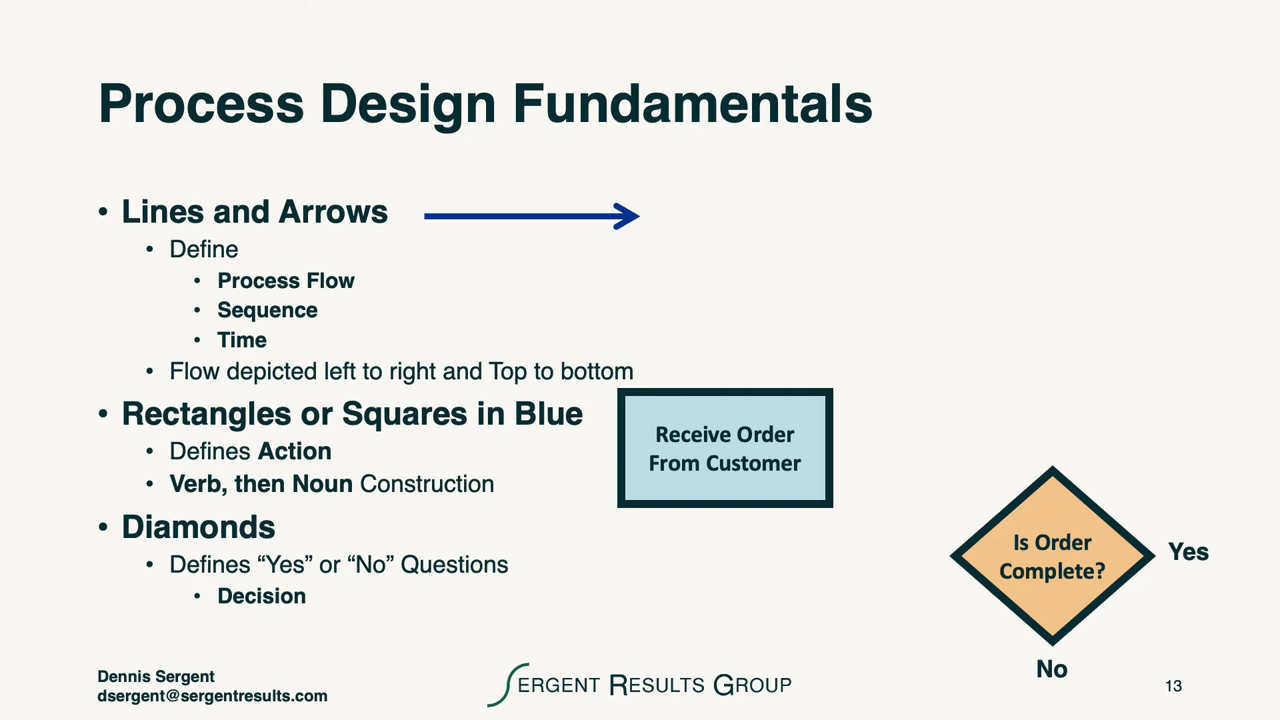 Process Design Fundamentals
• Lines and Arrows
• Define
• Process Flow
• Sequence
• Time
• Flow depicted left to right and Top to bottom
• Rectangles or Squares in Blue
• Defines Action
• Verb, then Noun Construction
Receive Order
From Customer
• Diamonds
• Defines “Yes” or “No” Questions
• Decision
Is Order
Complete?
Yes
No
Dennis Sergent
dsergent@sergentresults.com
SERGENT RESULTS GROUP
13